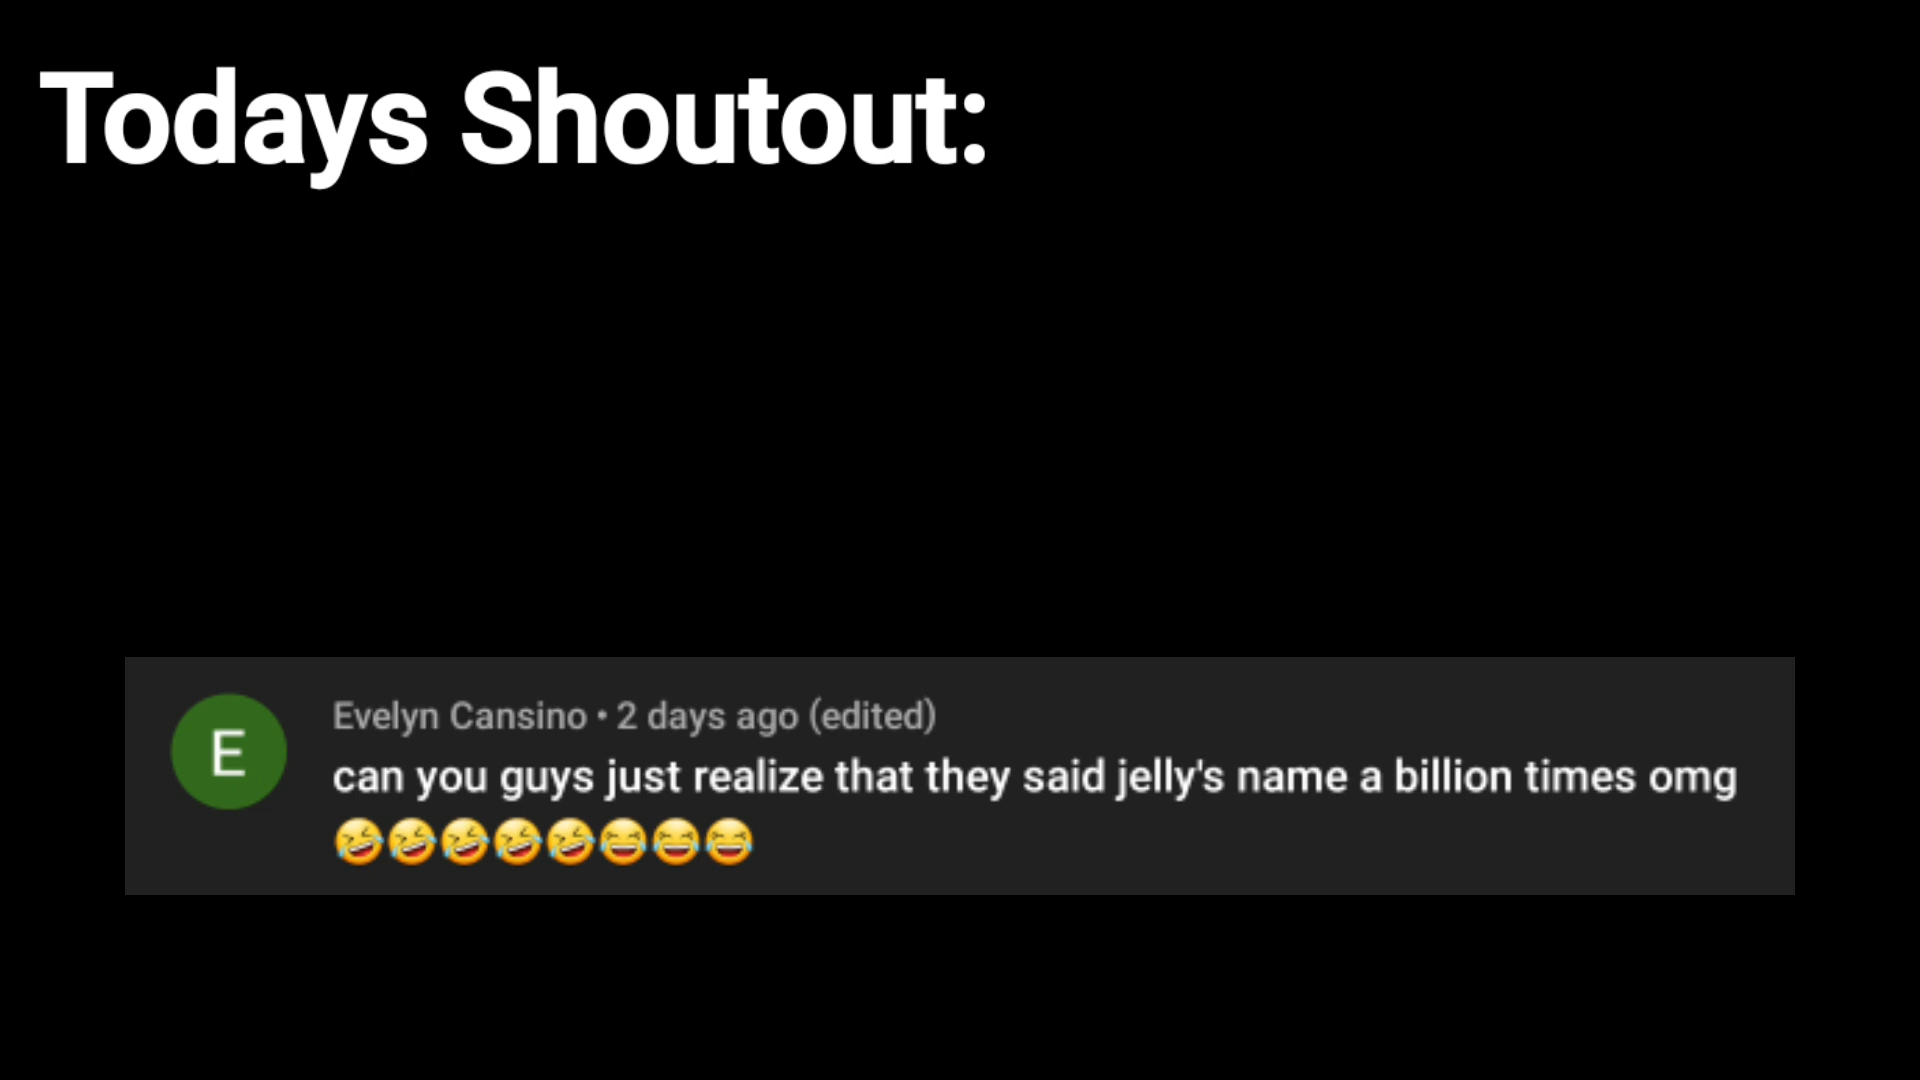 Todays Shoutout:
E
Evelyn Cansino • 2 days ago (edited)
can you guys just realize that they said jelly's name a billion times omg
🤣🤣🤣🤣🤣😂😂😂